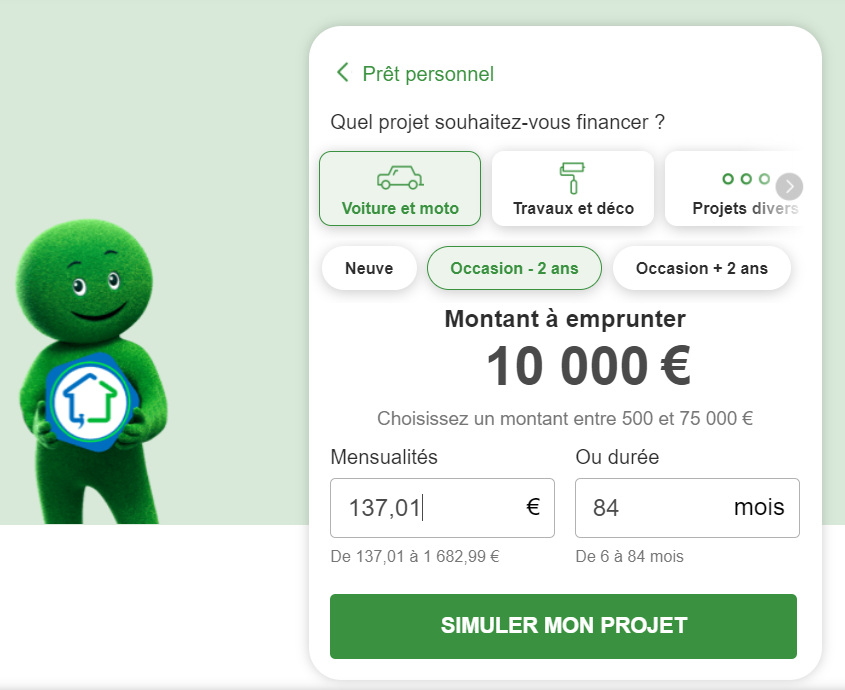 Prêt personnel
Quel projet souhaitez-vous financer ?
Voiture et moto
Travaux et déco
Projets divers
Neuve
Occasion - 2 ans
Occasion + 2 ans
Montant à emprunter
10 000 €
Choisissez un montant entre 500 et 75 000 €
Mensualités
Ou durée
137,01 €
84 mois
De 137,01 à 1 682,99 €
De 6 à 84 mois
SIMULER MON PROJET